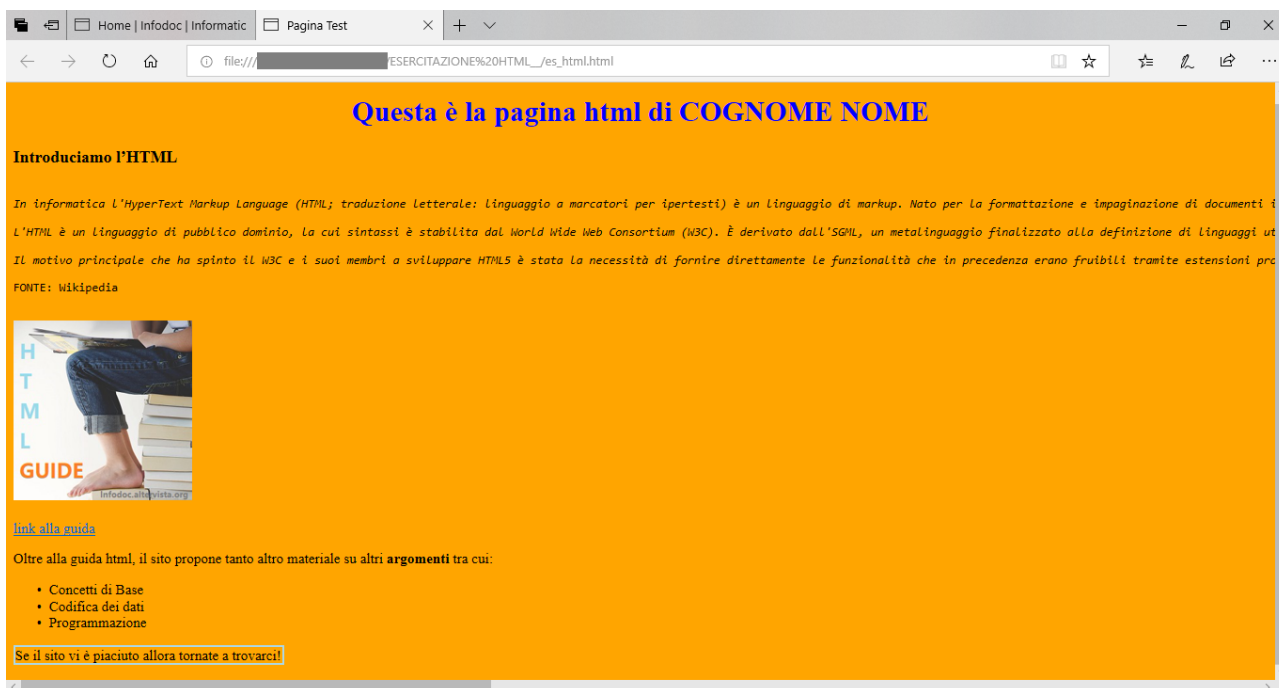 Home | Infodoc | Informatic
Pagina Test
file:///
/ESERCITAZIONE%20HTML__/es_html.html
Questa è la pagina html di COGNOME NOME
Introduciamo l’HTML
In informatica l'HyperText Markup Language (HTML; traduzione letterale: linguaggio a marcatori per ipertesti) è un linguaggio di markup. Nato per la formattazione e impaginazione di documenti i
L'HTML è un linguaggio di pubblico dominio, la cui sintassi è stabilita dal World Wide Web Consortium (W3C). È derivato dall'SGML, un metalinguaggio finalizzato alla definizione di linguaggi ut
Il motivo principale che ha spinto il W3C e i suoi membri a sviluppare HTML5 è stata la necessità di fornire direttamente le funzionalità che in precedenza erano fruibili tramite estensioni pro
FONTE: Wikipedia
H
T
M
L
GUIDE
infodoc.altervista.org
link alla guida
Oltre alla guida html, il sito propone tanto altro materiale su altri argomenti tra cui:
• Concetti di Base
• Codifica dei dati
• Programmazione
Se il sito vi è piaciuto allora tornate a trovarci!